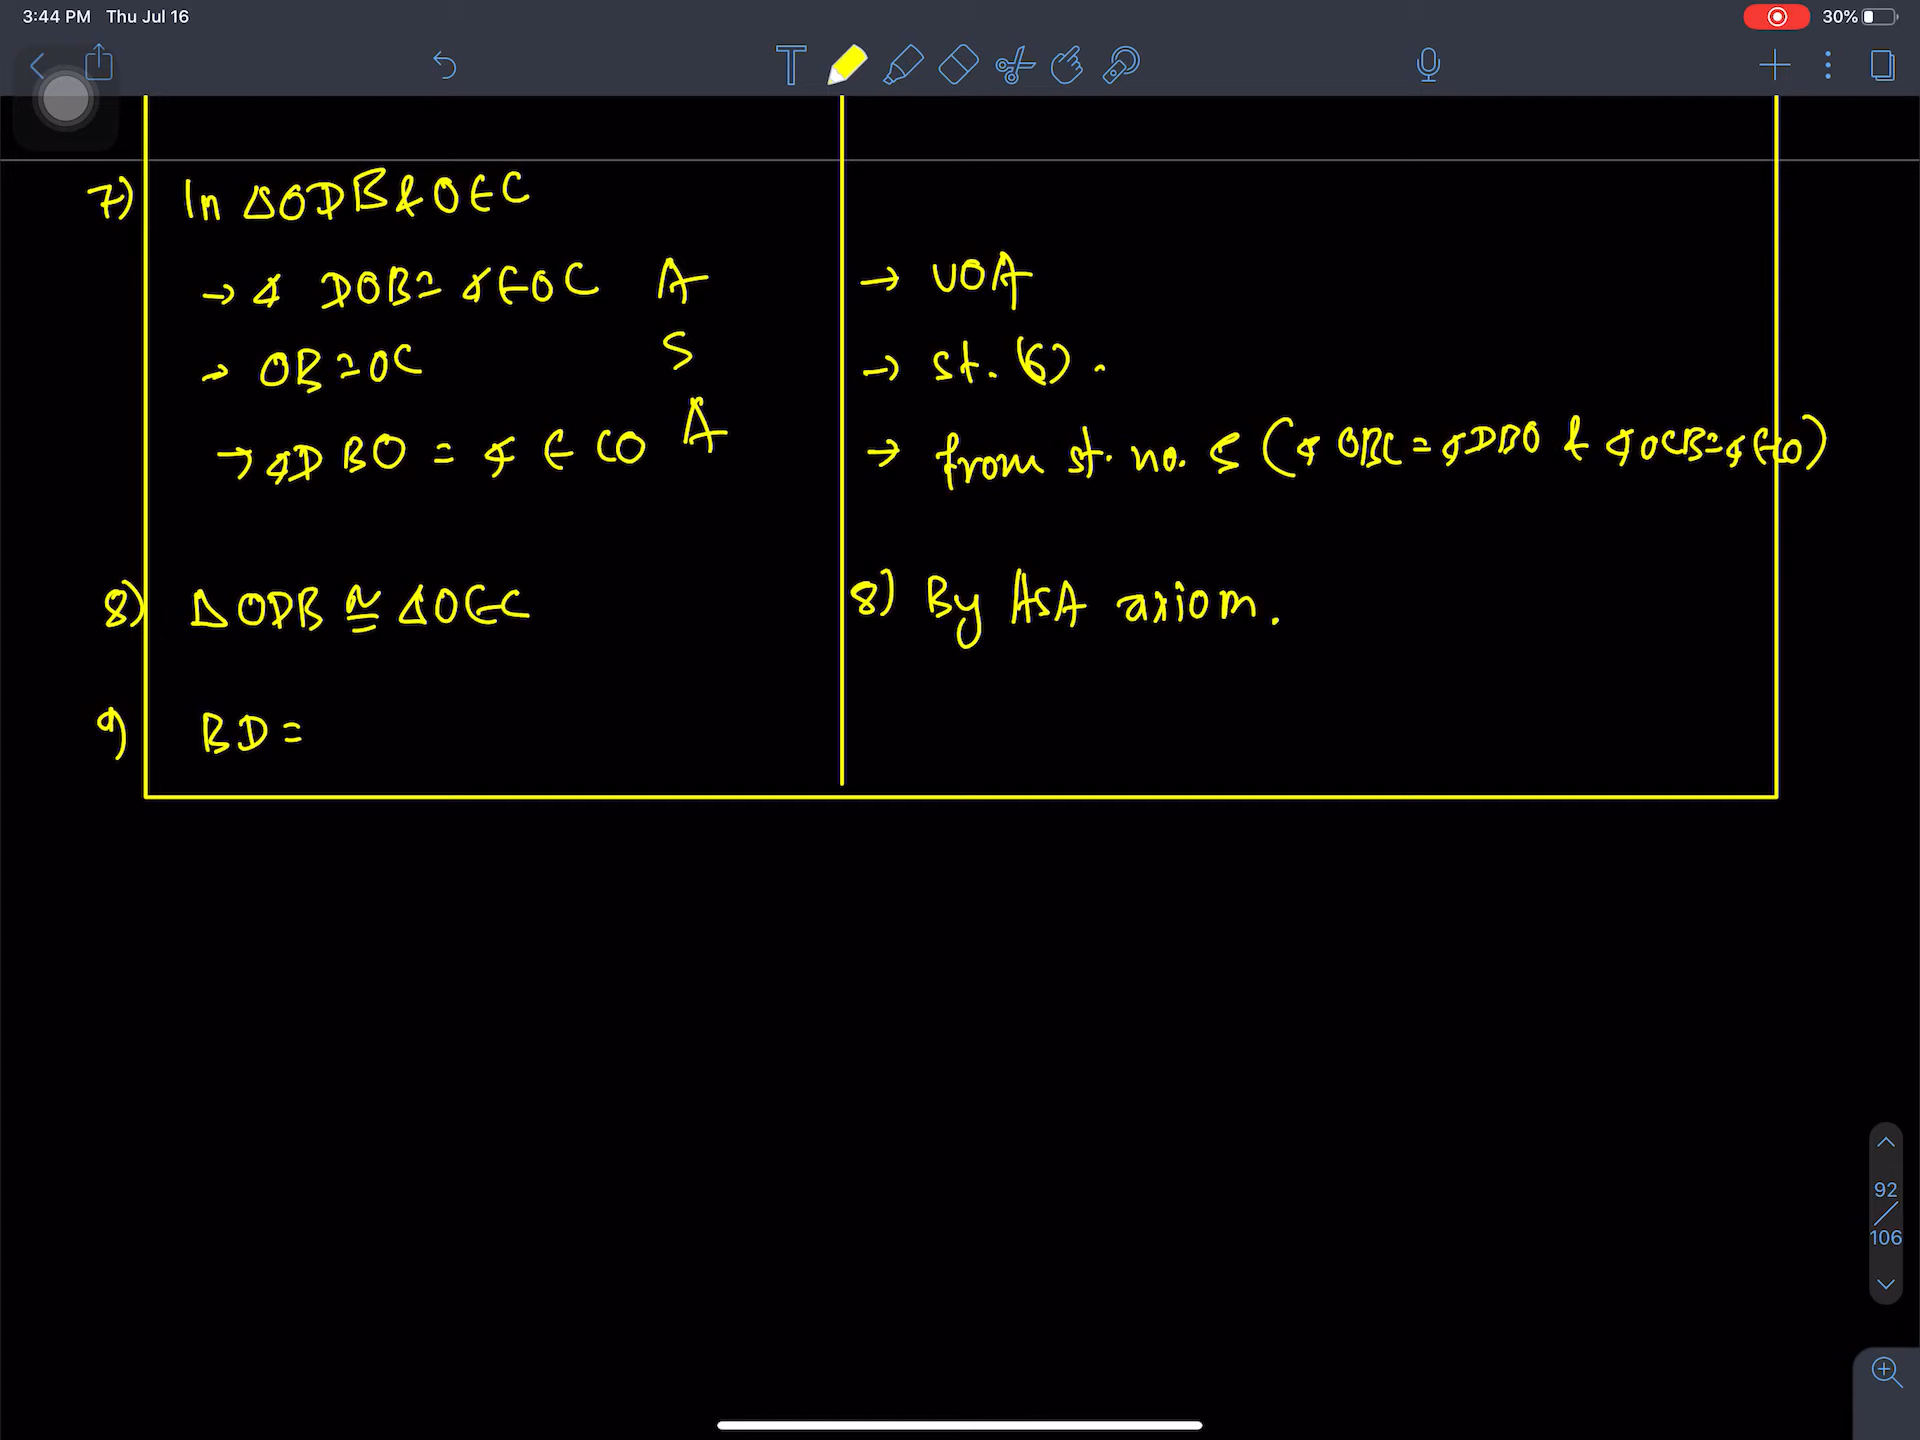 3:44 PM Thu Jul 16
30%
7) In ΔODB & OEC
→ ∡ DOB = ∡EOC A → VOA
→ OB = OC S → st. (6).
→ ∡DBO = ∡ECO A → from st. no. 5 (∡OBC = ∡DBO & ∡OCB = ∡ECO)
8) ΔODB ≅ ΔOEC 8) By ASA axiom.
9) BD =
92
106